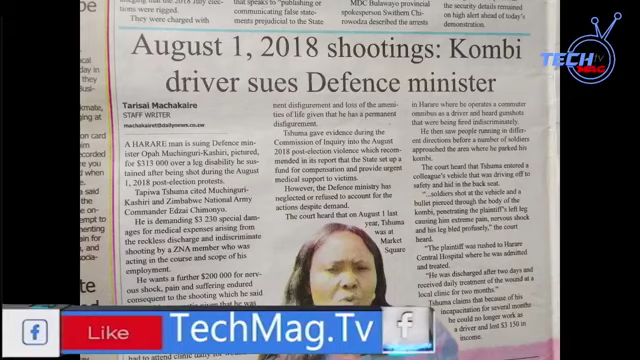 lations were rigged.
They were charged with
that speaks to "publishing or
communicating false state-
ments prejudicial to the State
MDC Bulawayo provincial
spokesperson Swithern Chi-
rowodza described the arrests
the security details remained
on high alert ahead of today's
demonstration.
TECH TV
MAG
August 1, 2018 shootings: Kombi
driver sues Defence minister
Tarisai Machakaire
STAFF WRITER
machakairet@dailynews.co.zw
A HARARE man is suing Defence min-
ister Opah Muchinguri-Kashiri, pictured,
for $313 000 over a leg disability he sus-
tained after being shot during the August
1, 2018 post-election protests.
Tapiwa Tshuma cited Muchinguri-
Kashiri and Zimbabwe National Army
Commander Edzai Chimonyo.
He is demanding $3 230 special dam-
ages for medical expenses arising from
the reckless discharge and indiscriminate
shooting by a ZNA member who was
acting in the course and scope of his
employment.
He wants a further $200 000 for nerv-
ous shock, pain and suffering endured
consequent to the shooting which he said
ment disfigurement and loss of the ameni-
ties of life given that he has a permanent
disfigurement.
Tshuma gave evidence during the
Commission of Inquiry into the August
2018 post-election violence which recom-
mended in its report that the State set up a
fund for compensation and provide urgent
medical support to victims.
However, the Defence ministry has
neglected or refused to account for the
actions despite demand.
The court heard that on August 1 last
year, Tshuma
was at
Market
Square
in Harare where he operates a commuter
omnibus as a driver and heard gunshots
that were being fired indiscriminately.
He then saw people running in different
directions before a number of soldiers
approached the area where he parked his
kombi.
The court heard that Tshuma entered a
colleague's vehicle that was driving off to
safety and hid in the back seat.
"...soldiers shot at the vehicle and a
bullet pierced through the body of the
kombi, penetrating the plaintiff's left leg
causing him extreme pain, nervous shock
and his leg bled profusely," the court
heard.
"The plaintiff was rushed to Harare
Central Hospital where he was admitted
and treated.
"He was discharged after two days and
received daily treatment of the wound at a
local clinic for two months."
Tshuma claims that because of his
incapacitation for several months
he could no longer work as
a driver and lost $3 150 in
income.
f Like TechMag.Tv f